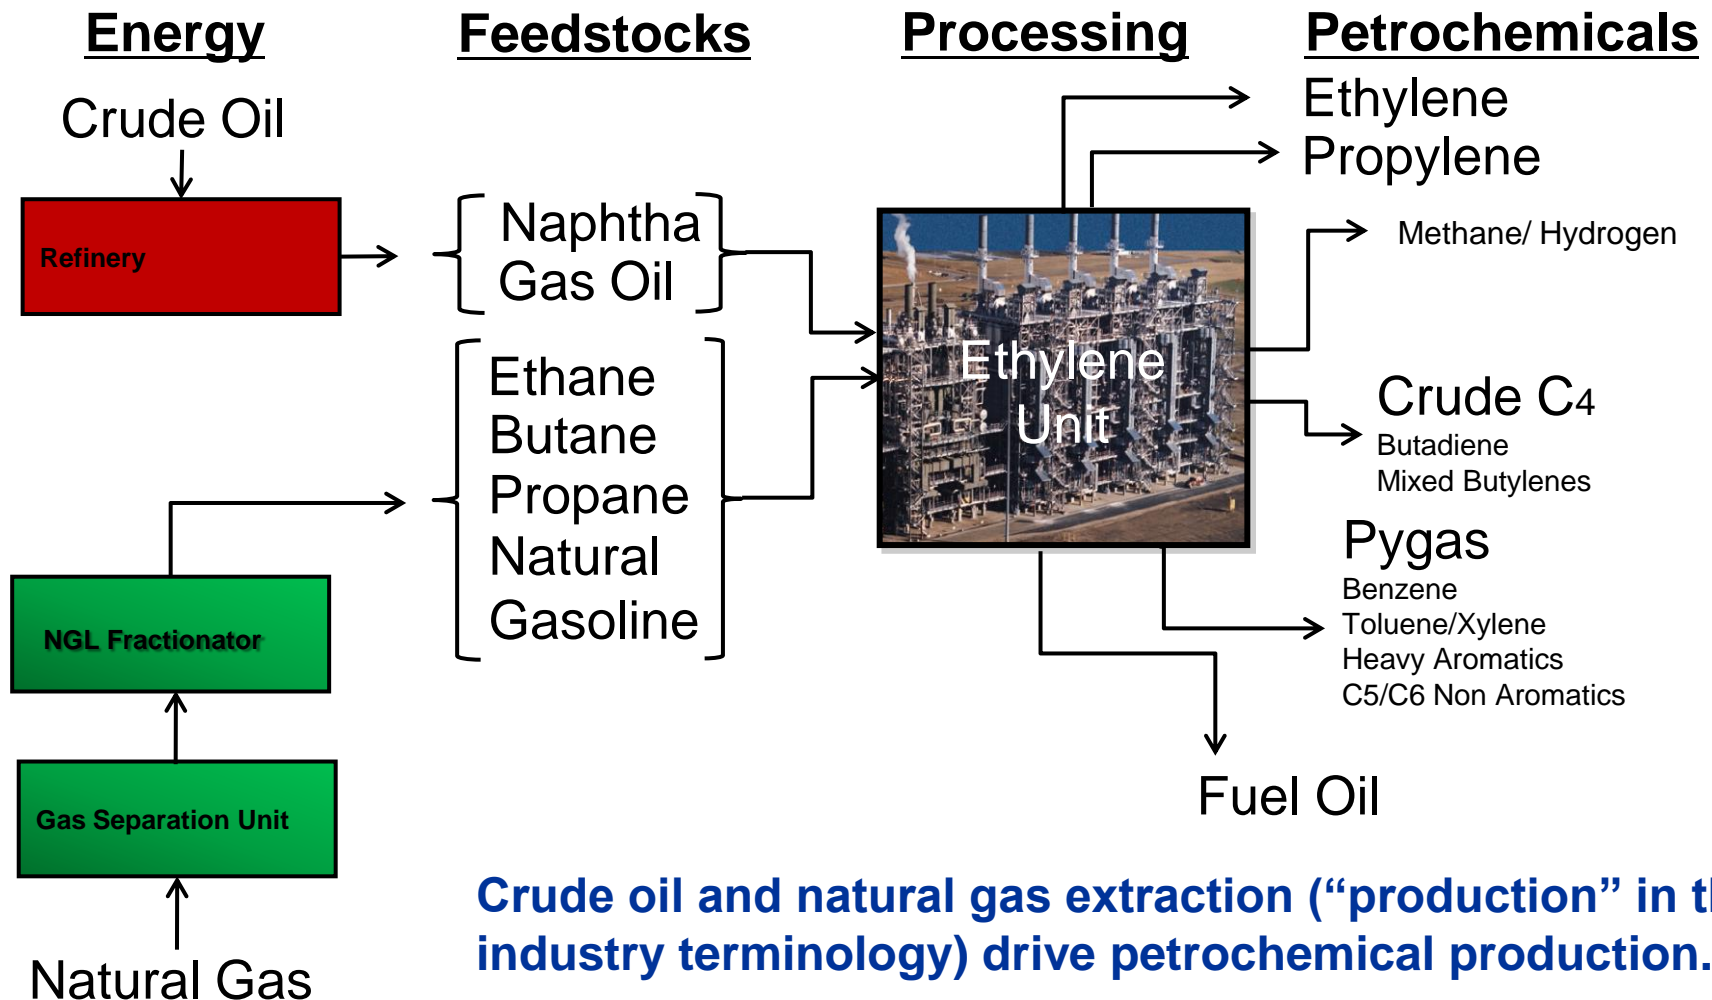 Energy
Feedstocks
Processing
Petrochemicals
Crude Oil
Refinery
NGL Fractionator
Gas Separation Unit
Natural Gas
Naphtha
Gas Oil
Ethane
Butane
Propane
Natural
Gasoline
Ethylene
Unit
Ethylene
Propylene
Methane/ Hydrogen
Crude C4
Butadiene
Mixed Butylenes
Pygas
Benzene
Toluene/Xylene
Heavy Aromatics
C5/C6 Non Aromatics
Fuel Oil
Crude oil and natural gas extraction (“production” in
industry terminology) drive petrochemical production.